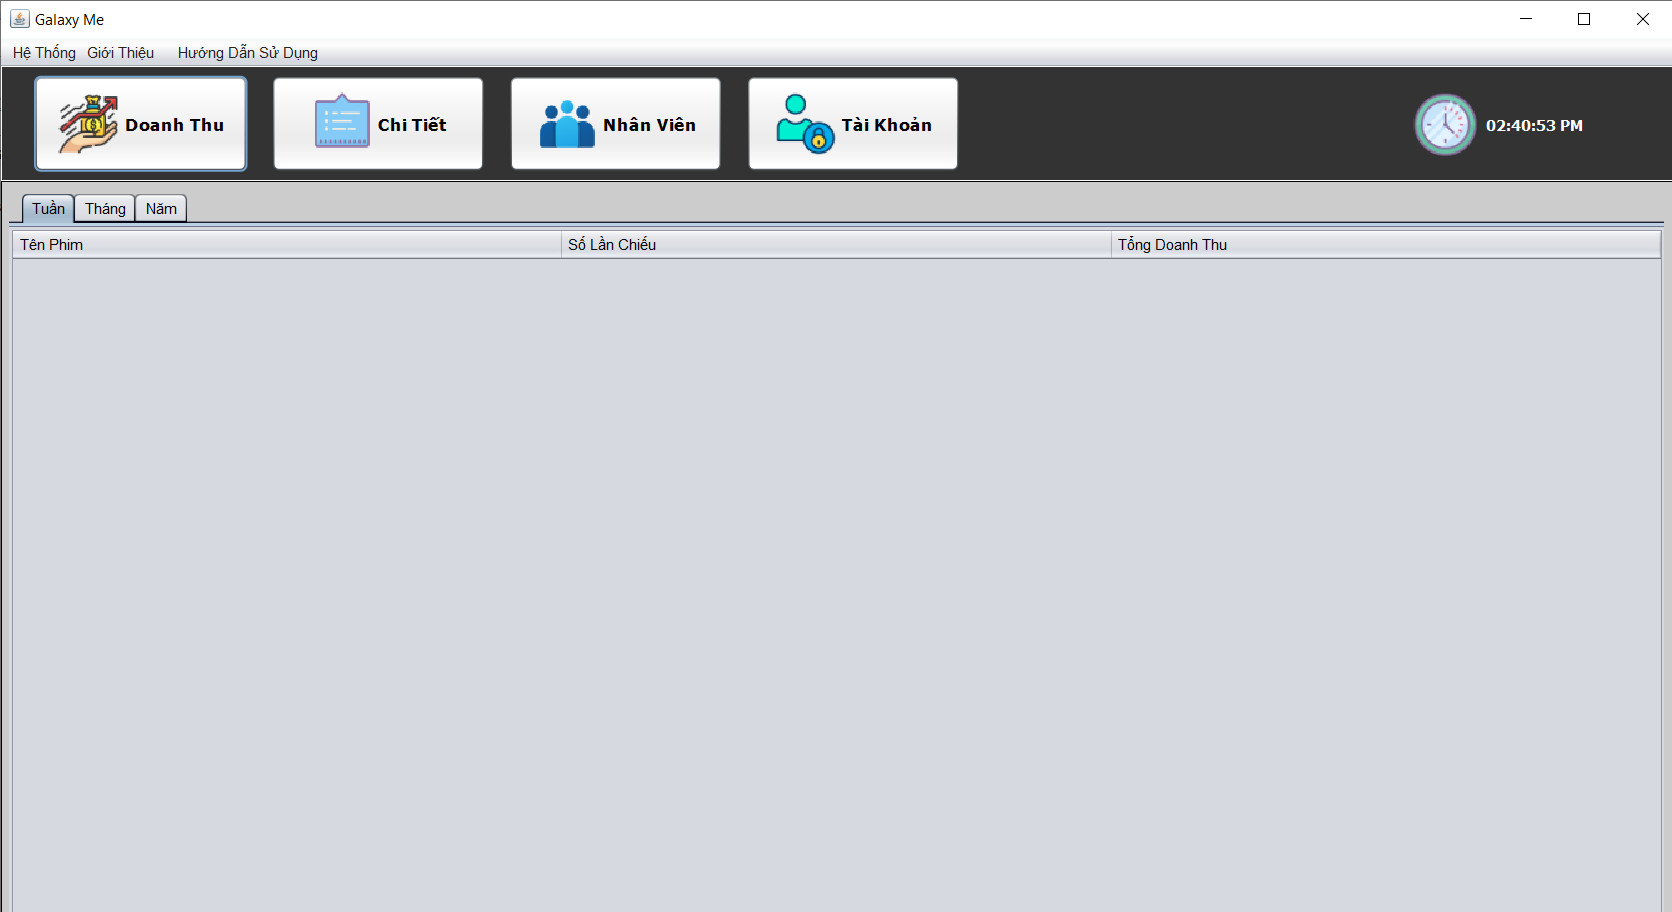 Galaxy Me
Hệ Thống Giới Thiệu Hướng Dẫn Sử Dụng
Doanh Thu Chi Tiết Nhân Viên Tài Khoản 02:40:53 PM
Tuần Tháng Năm
Tên Phim Số Lần Chiếu Tổng Doanh Thu